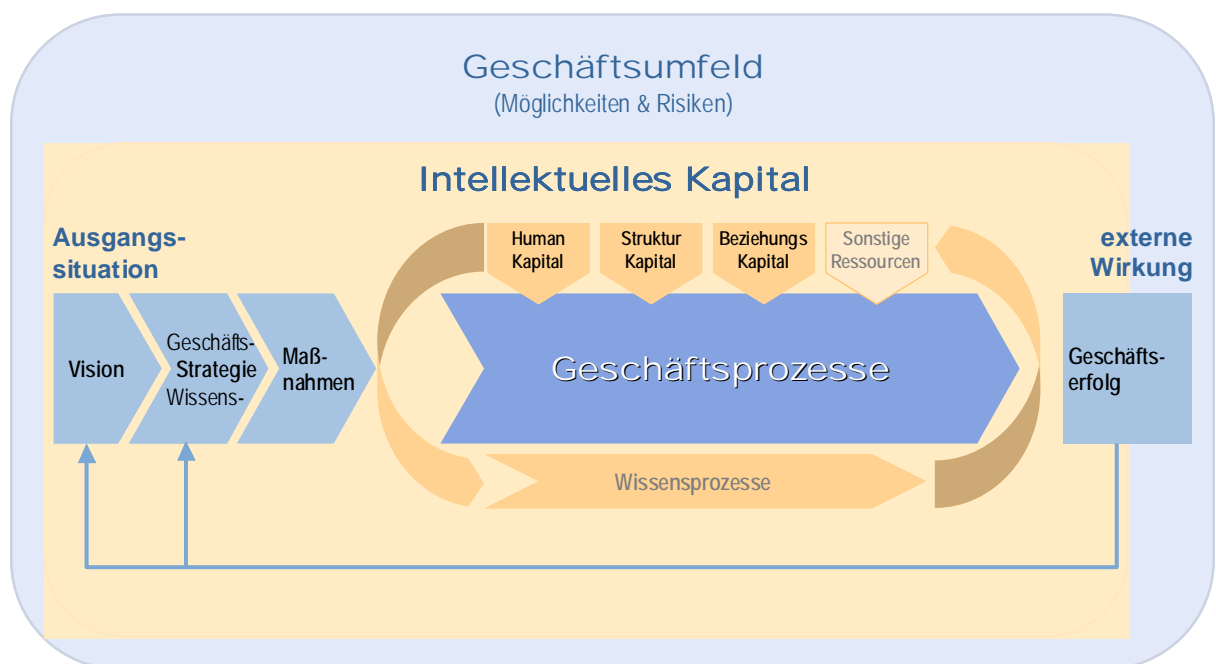 Geschäftsumfeld
(Möglichkeiten & Risiken)
Intellektuelles Kapital
Ausgangs-
situation
Human
Kapital
Struktur
Kapital
Beziehungs
Kapital
Sonstige
Ressourcen
externe
Wirkung
Vision
Geschäfts-
Strategie
Wissens-
Maß-
nahmen
Geschäftsprozesse
Geschäfts-
erfolg
Wissensprozesse